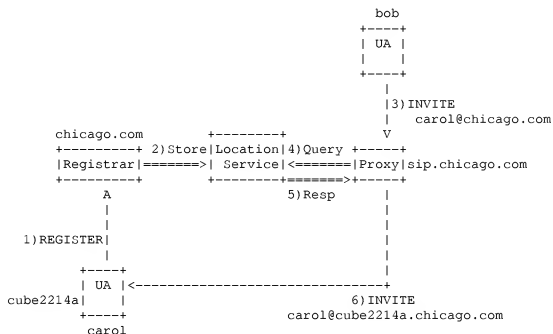 bob
UA
3)INVITE
carol@chicago.com
chicago.com
2)Store
Location
4)Query
Registrar
Service
Proxy
sip.chicago.com
5)Resp
1)REGISTER
UA
cube2214a
6)INVITE
carol@cube2214a.chicago.com
carol